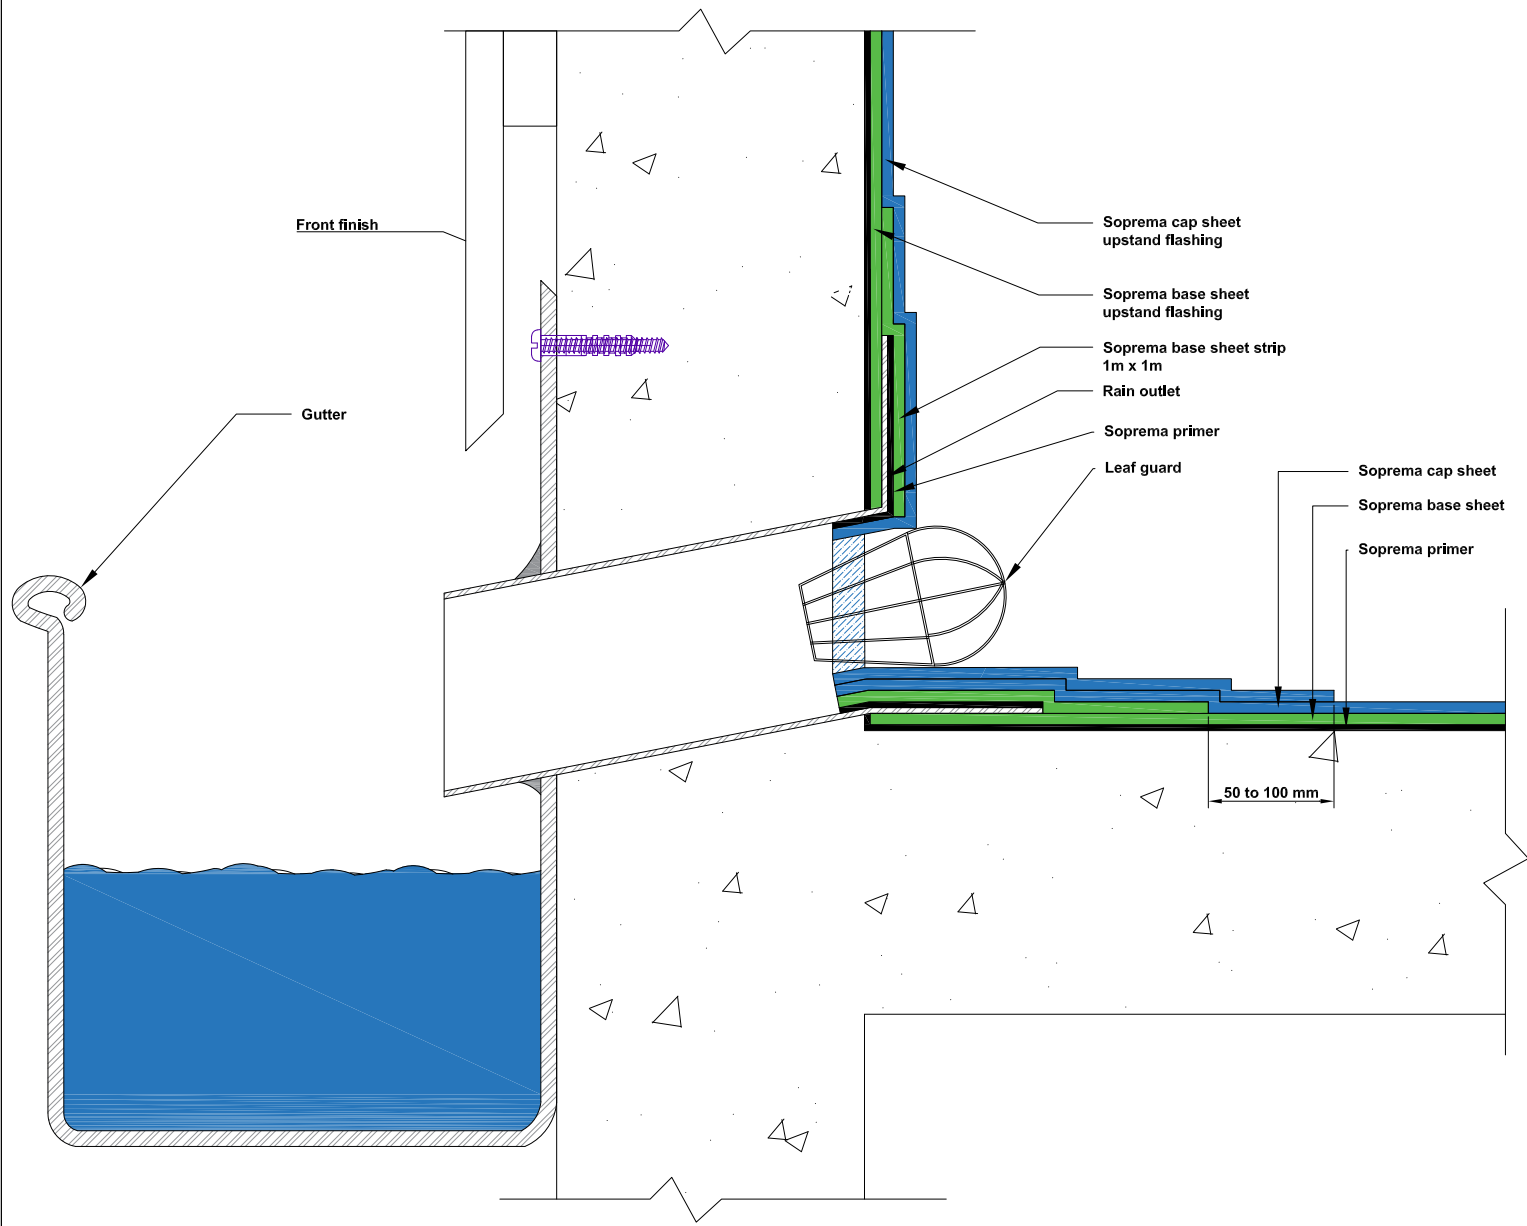 Front finish
Gutter
Soprema cap sheet
upstand flashing
Soprema base sheet
upstand flashing
Soprema base sheet strip
1m x 1m
Rain outlet
Soprema primer
Leaf guard
Soprema cap sheet
Soprema base sheet
Soprema primer
50 to 100 mm